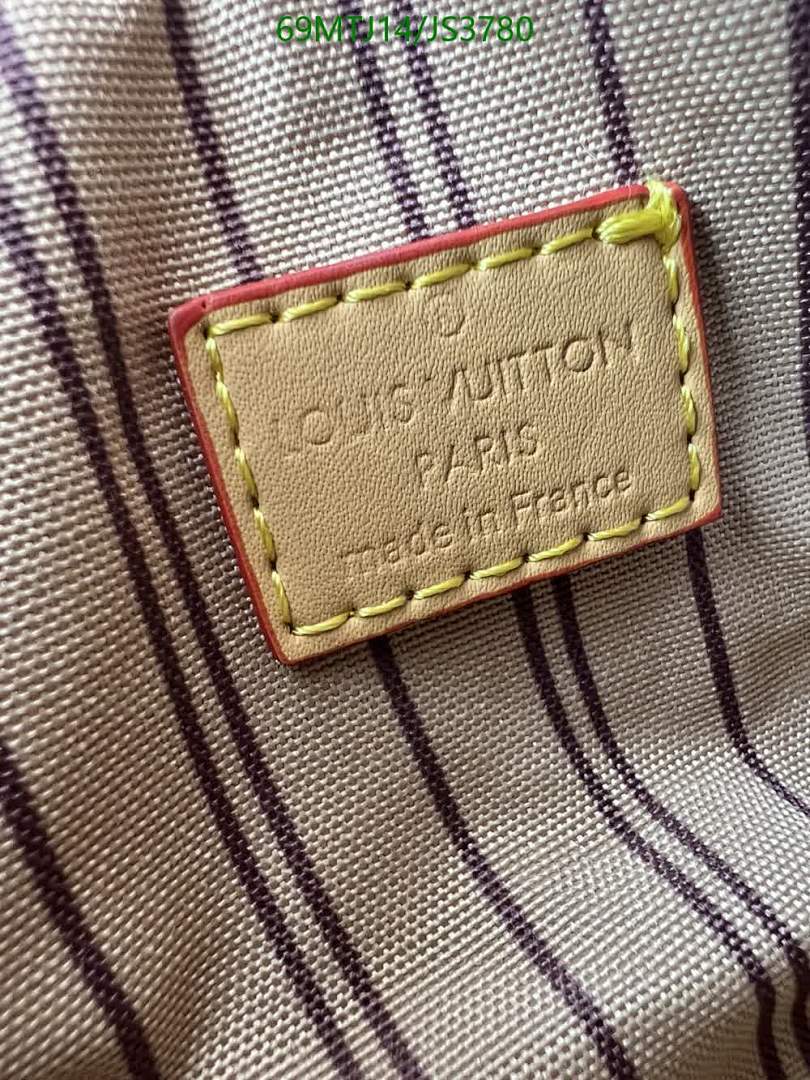 69MTJ14/JS3780
®
LOUIS VUITTON
PARIS
made in France